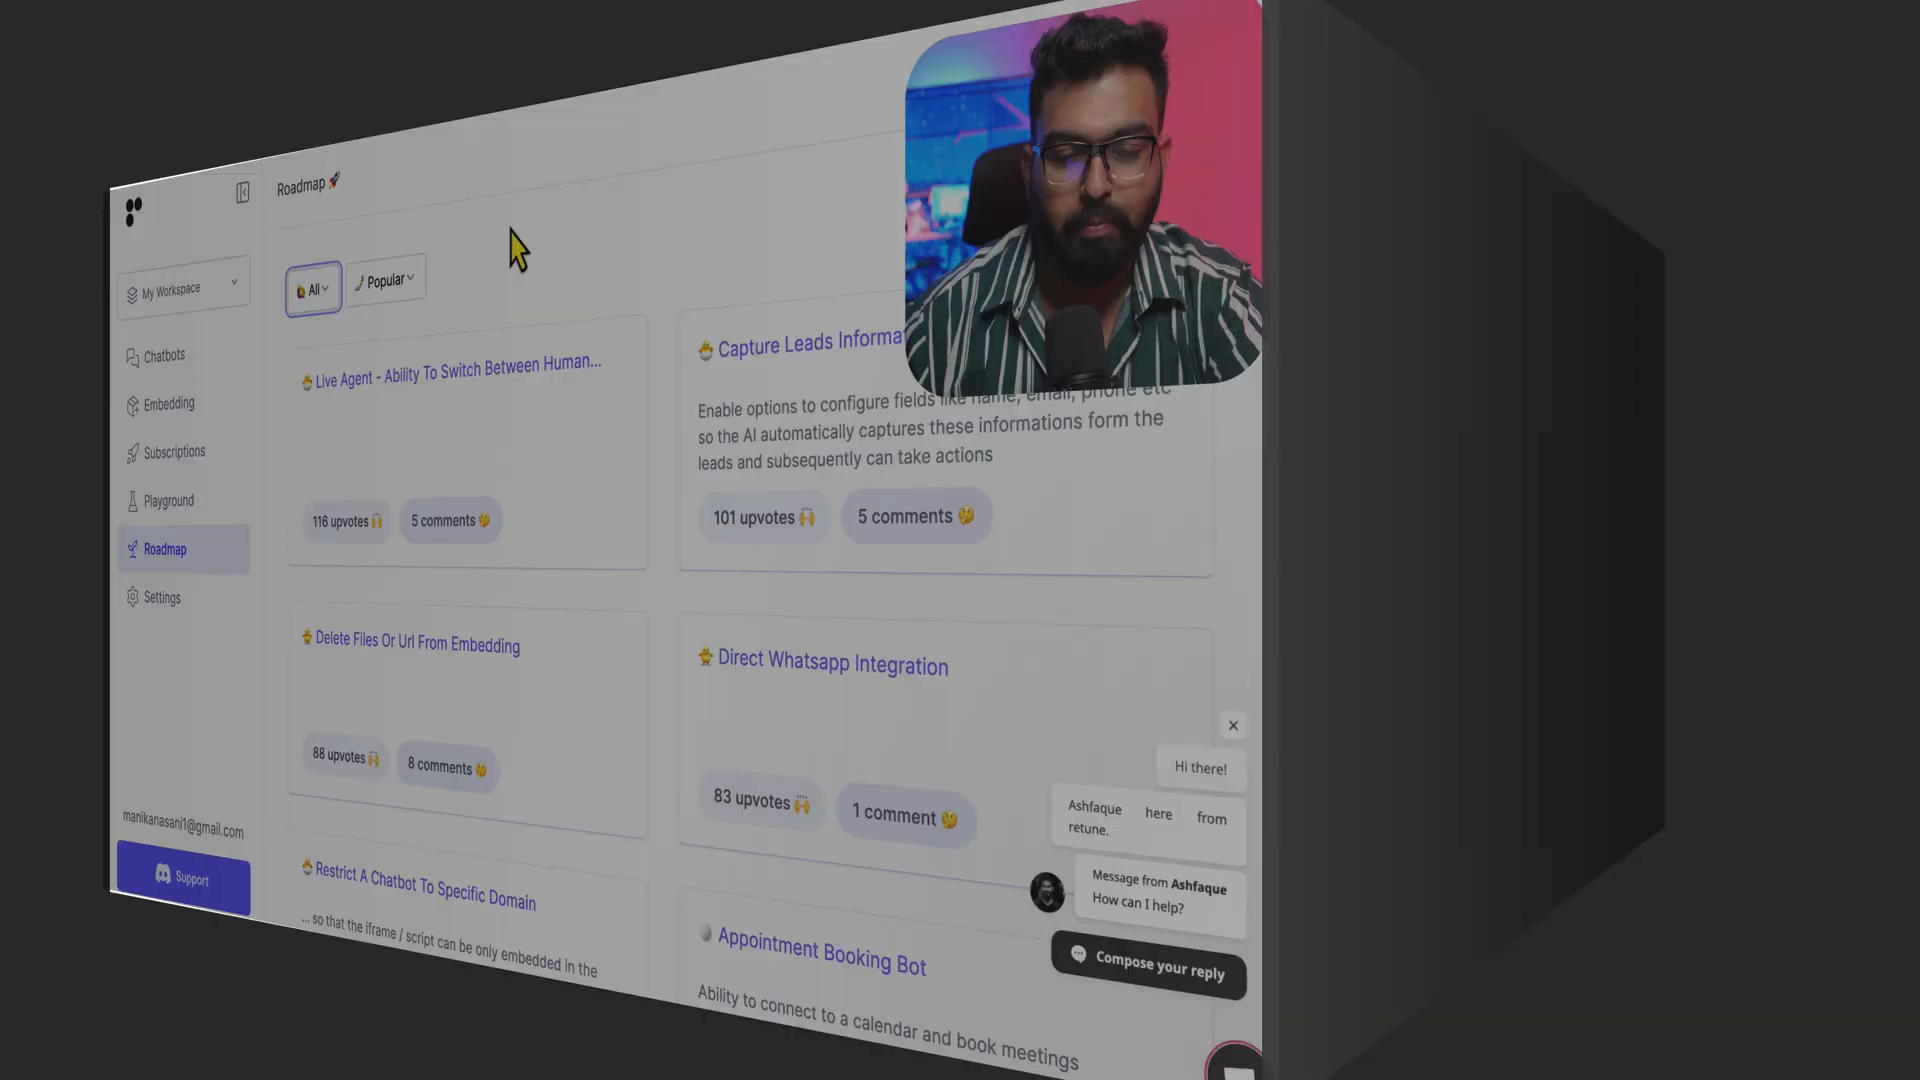 Roadmap 🚀
My Workspace
Chatbots
Embedding
Subscriptions
Playground
Roadmap
Settings
manikanasani1@gmail.com
Support
All
Popular
Live Agent - Ability To Switch Between Human...
116 upvotes 🙌
5 comments 🤔
Capture Leads
Enable options to configure fields like name, email, phone etc
so the AI automatically captures these informations form the
leads and subsequently can take actions
101 upvotes 🙌
5 comments 🤔
Delete Files Or Url From Embedding
88 upvotes 🙌
8 comments 🤔
Direct Whatsapp Integration
83 upvotes 🙌
1 comment 🤔
Restrict A Chatbot To Specific Domain
... so that the iframe / script can be only embedded in the
Appointment Booking Bot
Ability to connect to a calendar and book meetings
Hi there!
Ashfaque here from
retune.
Message from Ashfaque
How can I help?
Compose your reply